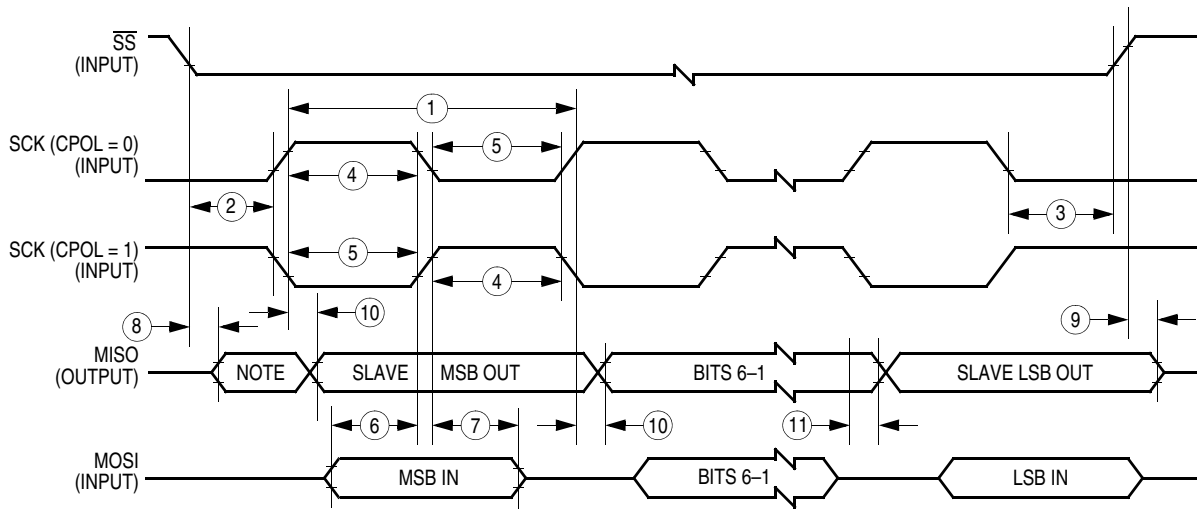 SS
(INPUT)
1
SCK (CPOL = 0)
(INPUT)
5
4
2
3
SCK (CPOL = 1)
(INPUT)
5
4
8
10
9
MISO
(OUTPUT)
NOTE
SLAVE MSB OUT
BITS 6–1
SLAVE LSB OUT
6
7
10
11
MOSI
(INPUT)
MSB IN
BITS 6–1
LSB IN